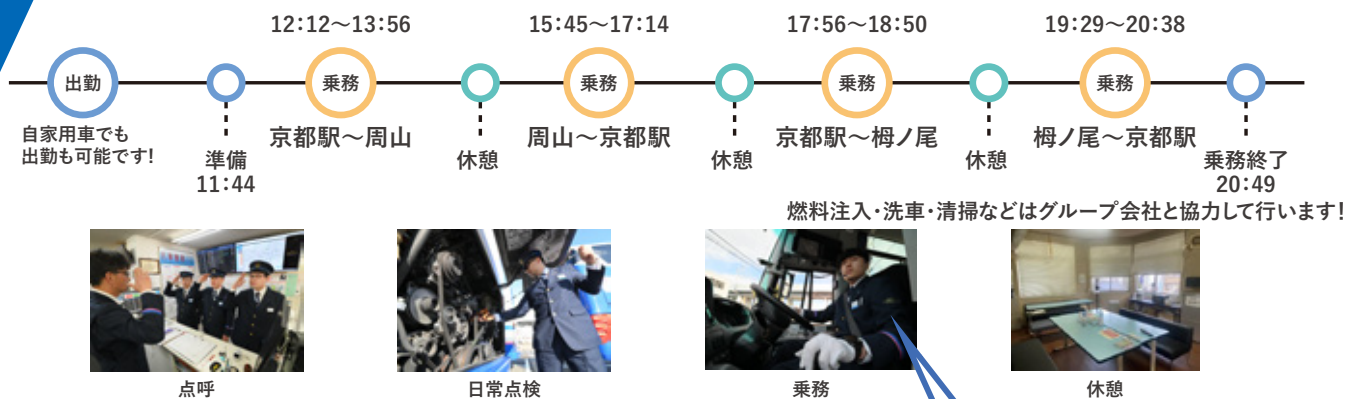 12:12～13:56
15:45～17:14
17:56～18:50
19:29～20:38
出勤
乗務
乗務
乗務
乗務
自家用車でも
出勤も可能です!
準備
11:44
京都駅～周山
休憩
周山～京都駅
休憩
京都駅～栂ノ尾
休憩
栂ノ尾～京都駅
乗務終了
20:49
燃料注入・洗車・清掃などはグループ会社と協力して行います!
点呼
日常点検
乗務
休憩